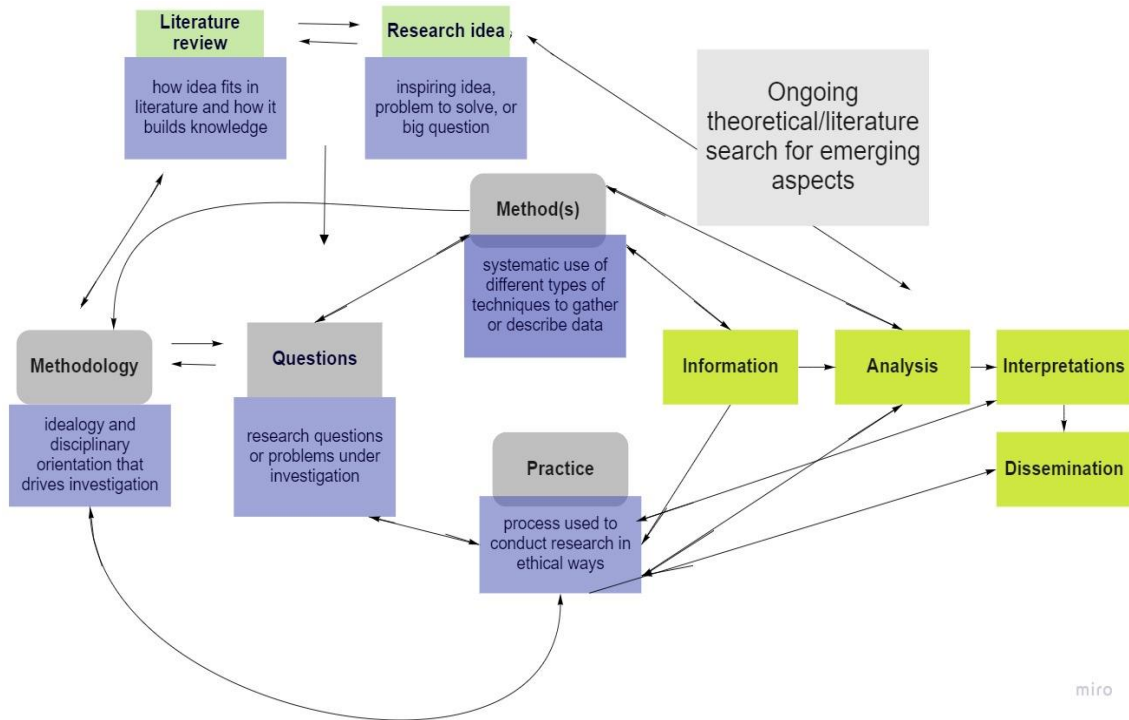 Literature
review
how idea fits in
literature and how it
builds knowledge
Research idea
inspiring idea,
problem to solve, or
big question
Ongoing
theoretical/literature
search for emerging
aspects
Method(s)
systematic use of
different types of
techniques to gather
or describe data
Methodology
idealogy and
disciplinary
orientation that
drives investigation
Questions
research questions
or problems under
investigation
Information
Analysis
Interpretations
Practice
process used to
conduct research in
ethical ways
Dissemination
miro